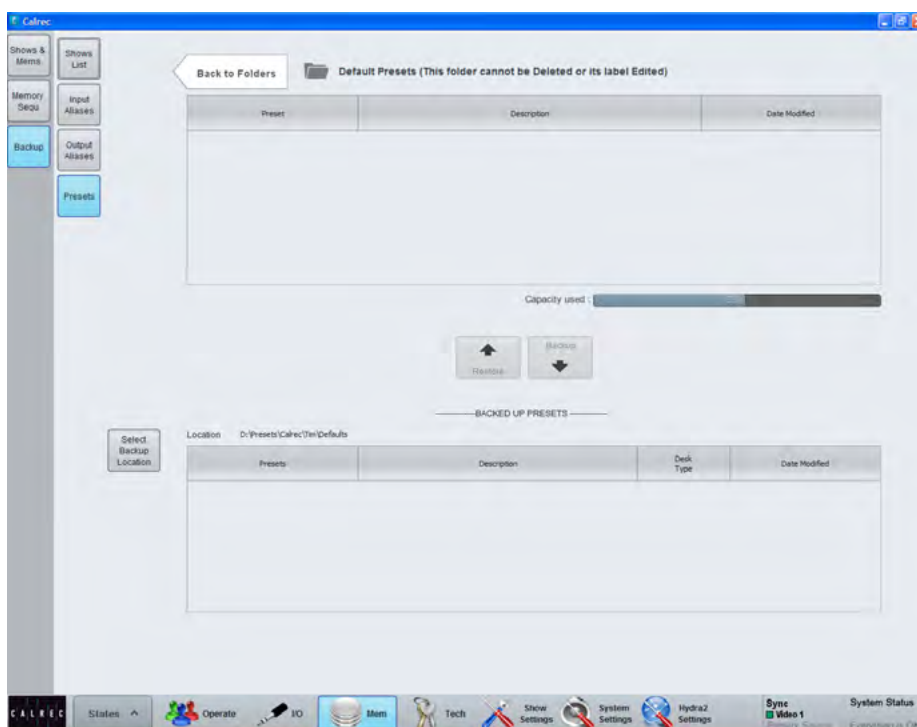 Calrec
Shows & Mems
Shows List
Memory Sequ
Input Aliases
Backup
Output Aliases
Presets
Back to Folders
Default Presets (This folder cannot be Deleted or its label Edited)
Preset
Description
Date Modified
Capacity used :
Restore
Backup
BACKED UP PRESETS
Select Backup Location
Location D:\Presets\Calrec\Tim\Defaults
Presets
Description
Desk Type
Date Modified
CALREC
States
Operate
I/O
Mem
Tech
Show Settings
System Settings
Hydra2 Settings
Sync
Video 1
System Status